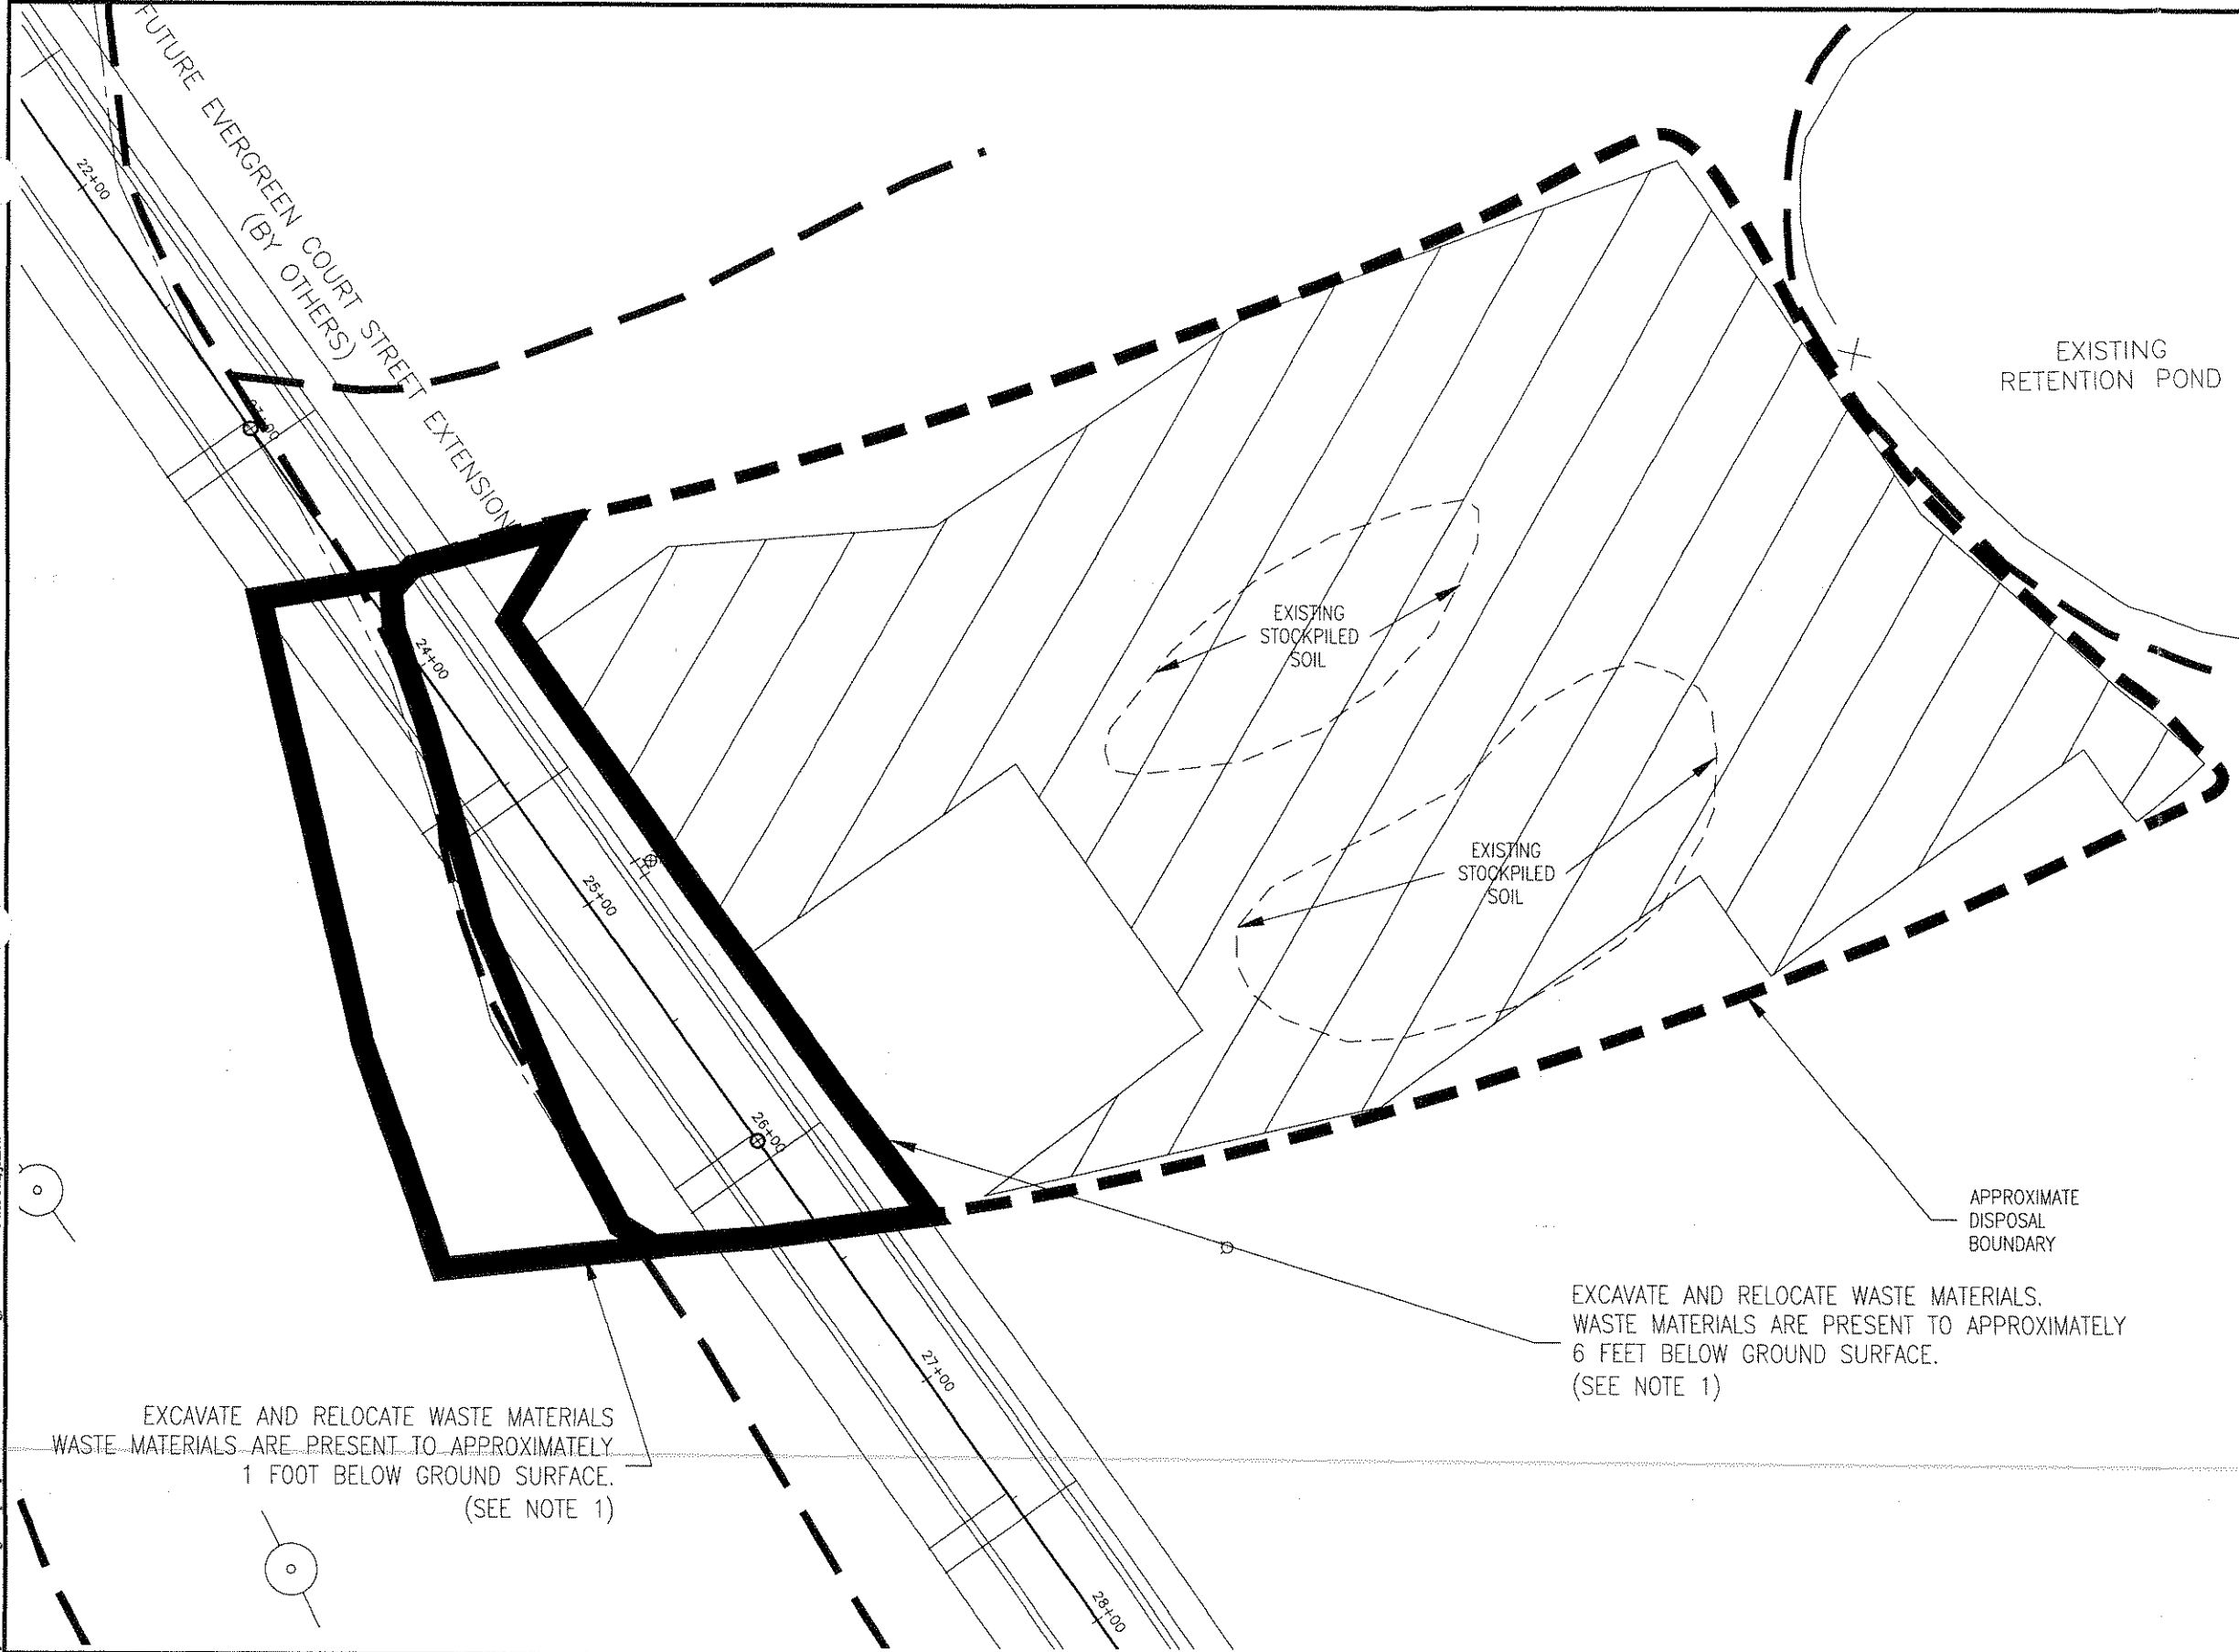 FUTURE EVERGREEN COURT STREET EXTENSION
(BY OTHERS)
22+00
23+00
24+00
25+00
26+00
27+00
28+00
EXISTING
RETENTION POND
EXISTING
STOCKPILED
SOIL
EXISTING
STOCKPILED
SOIL
APPROXIMATE
DISPOSAL
BOUNDARY
EXCAVATE AND RELOCATE WASTE MATERIALS.
WASTE MATERIALS ARE PRESENT TO APPROXIMATELY
6 FEET BELOW GROUND SURFACE.
(SEE NOTE 1)
EXCAVATE AND RELOCATE WASTE MATERIALS
WASTE MATERIALS ARE PRESENT TO APPROXIMATELY
1 FOOT BELOW GROUND SURFACE.
(SEE NOTE 1)